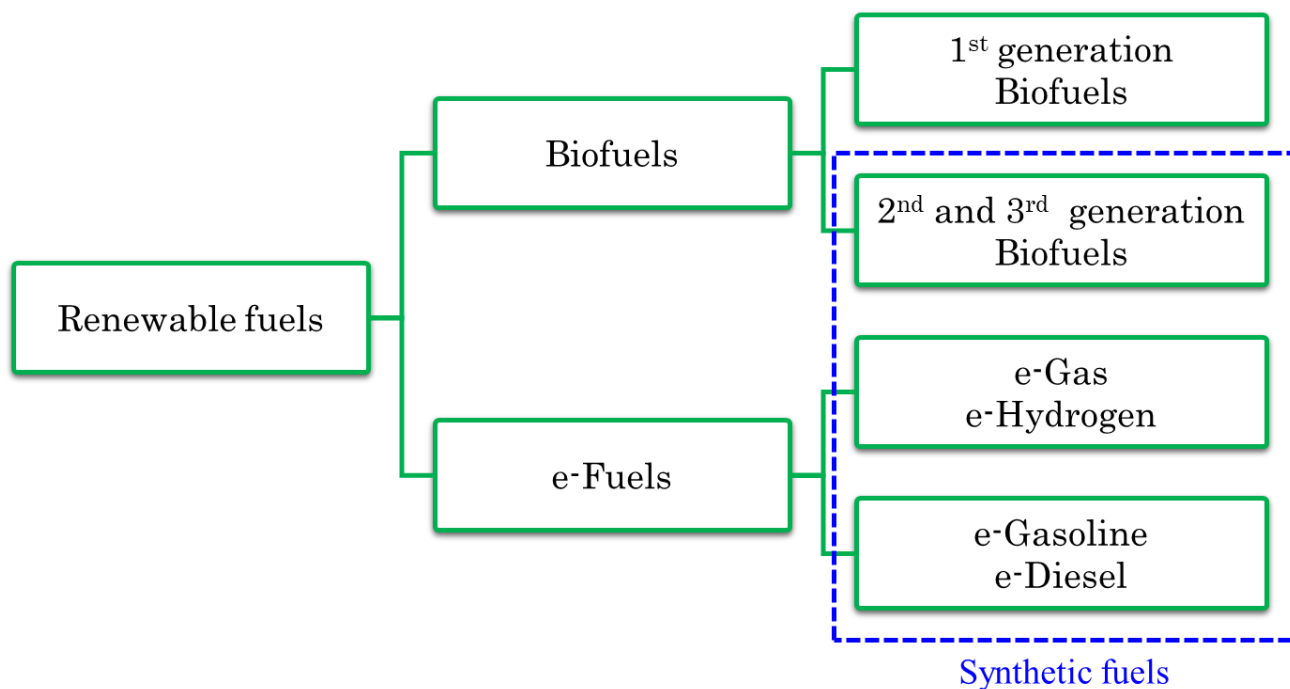 1st generation
Biofuels
Biofuels
2nd and 3rd generation
Biofuels
Renewable fuels
e-Gas
e-Hydrogen
e-Fuels
e-Gasoline
e-Diesel
Synthetic fuels